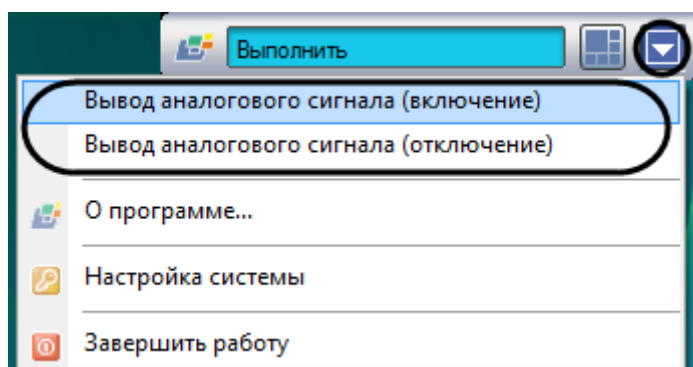 Выполнить
Вывод аналогового сигнала (включение)
Вывод аналогового сигнала (отключение)
О программе...
Настройка системы
Завершить работу